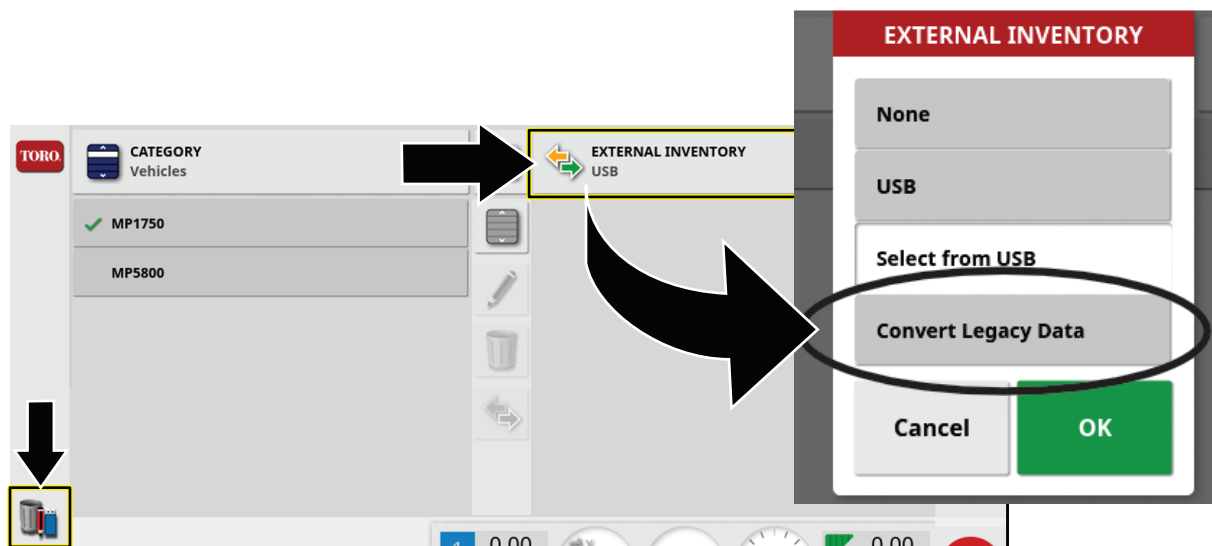 TORO.
CATEGORY
Vehicles
MP1750
MP5800
EXTERNAL INVENTORY
USB
EXTERNAL INVENTORY
None
USB
Select from USB
Convert Legacy Data
Cancel
OK
0.00
0.00